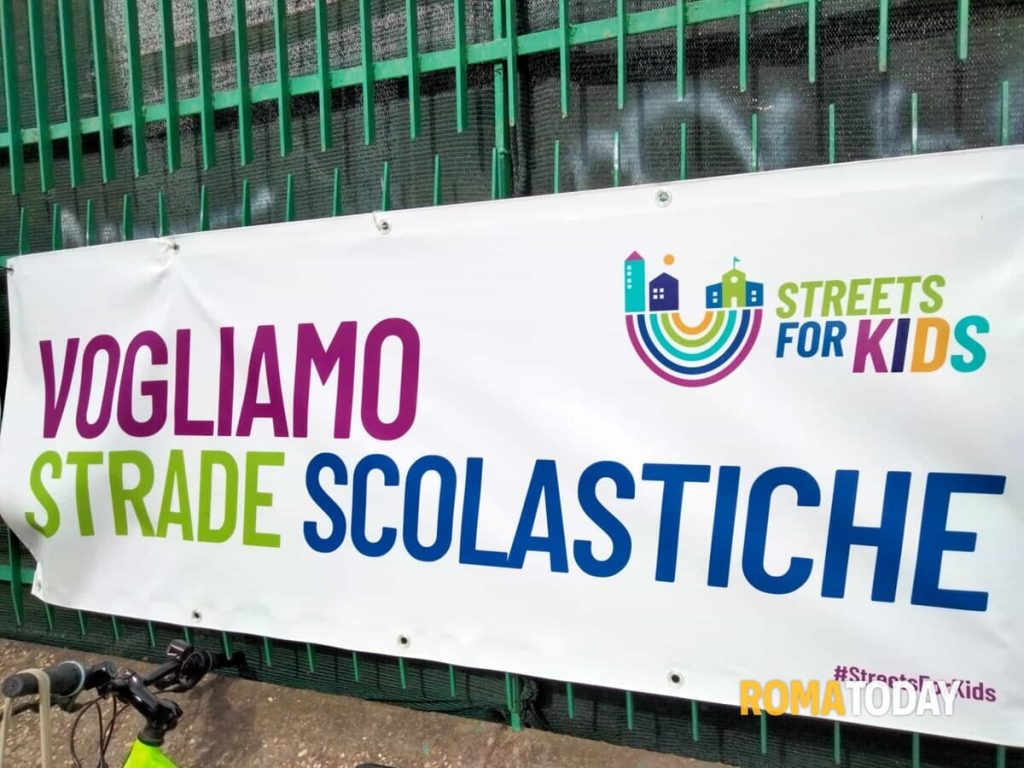 STREETS
FOR KIDS
VOGLIAMO
STRADE SCOLASTICHE
#StreetsForKids
ROMATODAY